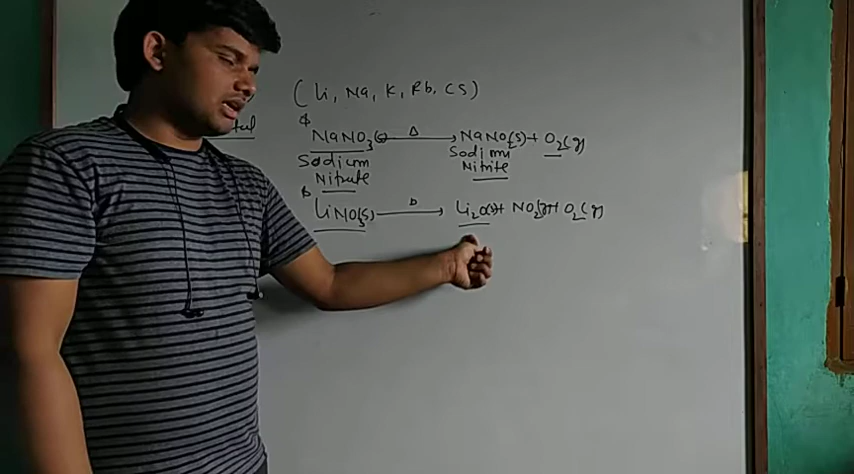 (Li, Na, K, Rb, CS)
NaNO3(s) Δ → NaNO2(s) + O2(g)
Sodium Sodium
Nitrate Nitrite
LiNO3(s) Δ → Li2O(s) + NO2(g) + O2(g)